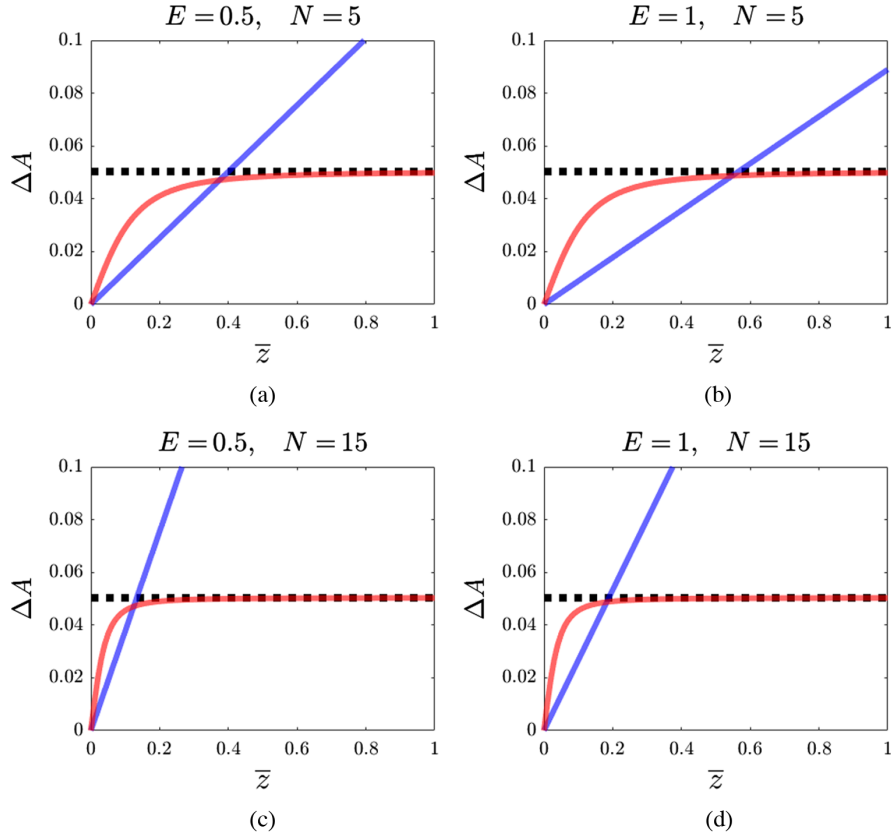 E = 0.5, N = 5
0.1
0.08
0.06
0.04
0.02
0
ΔA
0 0.2 0.4 0.6 0.8 1
z̅
(a)
E = 1, N = 5
0.1
0.08
0.06
0.04
0.02
0
ΔA
0 0.2 0.4 0.6 0.8 1
z̅
(b)
E = 0.5, N = 15
0.1
0.08
0.06
0.04
0.02
0
ΔA
0 0.2 0.4 0.6 0.8 1
z̅
(c)
E = 1, N = 15
0.1
0.08
0.06
0.04
0.02
0
ΔA
0 0.2 0.4 0.6 0.8 1
z̅
(d)